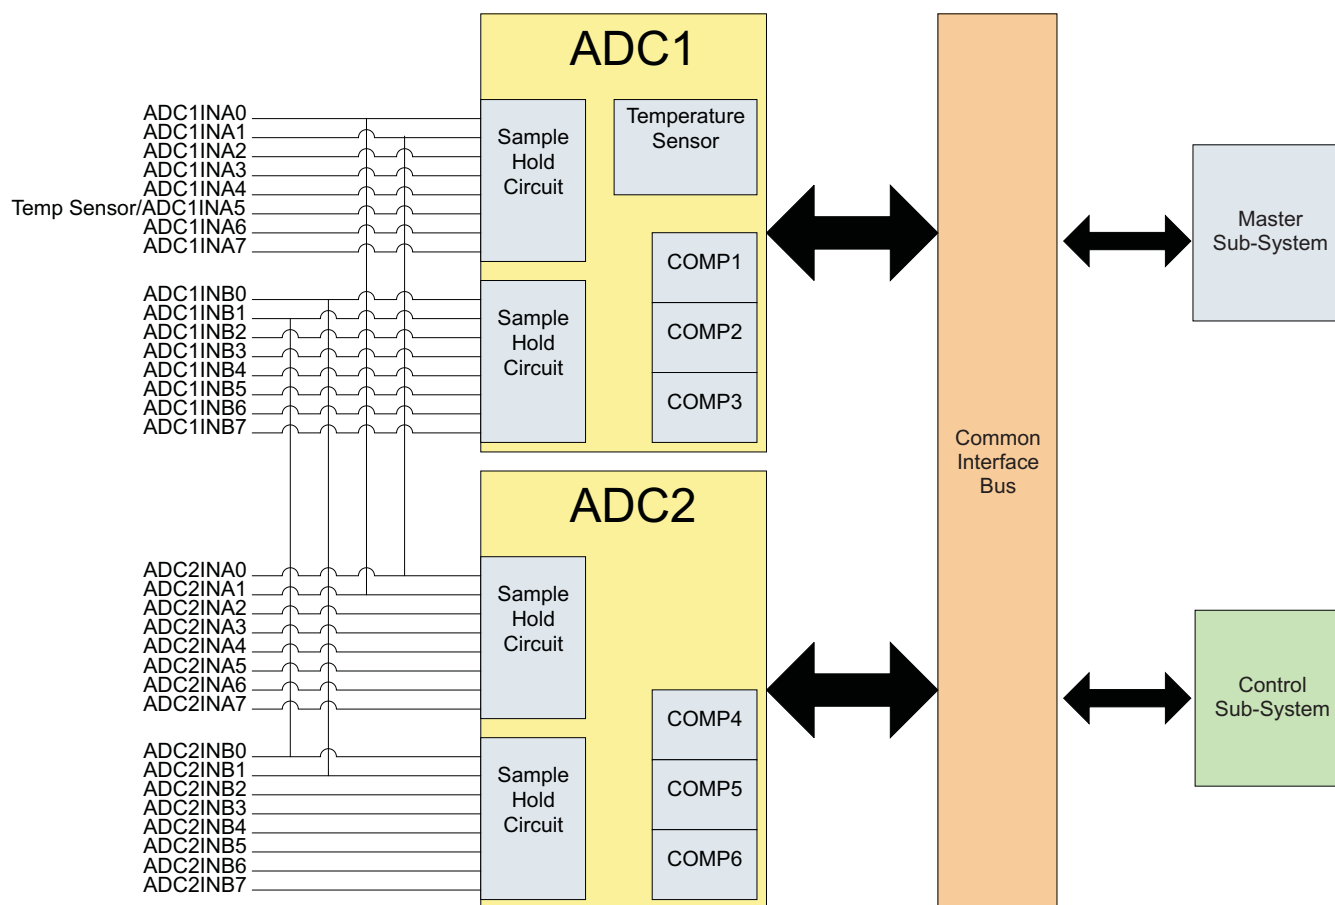 ADC1
ADC1INA0
ADC1INA1
ADC1INA2
ADC1INA3
ADC1INA4
Temp Sensor/ADC1INA5
ADC1INA6
ADC1INA7
Sample
Hold
Circuit
Temperature
Sensor
ADC1INB0
ADC1INB1
ADC1INB2
ADC1INB3
ADC1INB4
ADC1INB5
ADC1INB6
ADC1INB7
Sample
Hold
Circuit
COMP1
COMP2
COMP3
ADC2
ADC2INA0
ADC2INA1
ADC2INA2
ADC2INA3
ADC2INA4
ADC2INA5
ADC2INA6
ADC2INA7
Sample
Hold
Circuit
ADC2INB0
ADC2INB1
ADC2INB2
ADC2INB3
ADC2INB4
ADC2INB5
ADC2INB6
ADC2INB7
Sample
Hold
Circuit
COMP4
COMP5
COMP6
Common
Interface
Bus
Master
Sub-System
Control
Sub-System